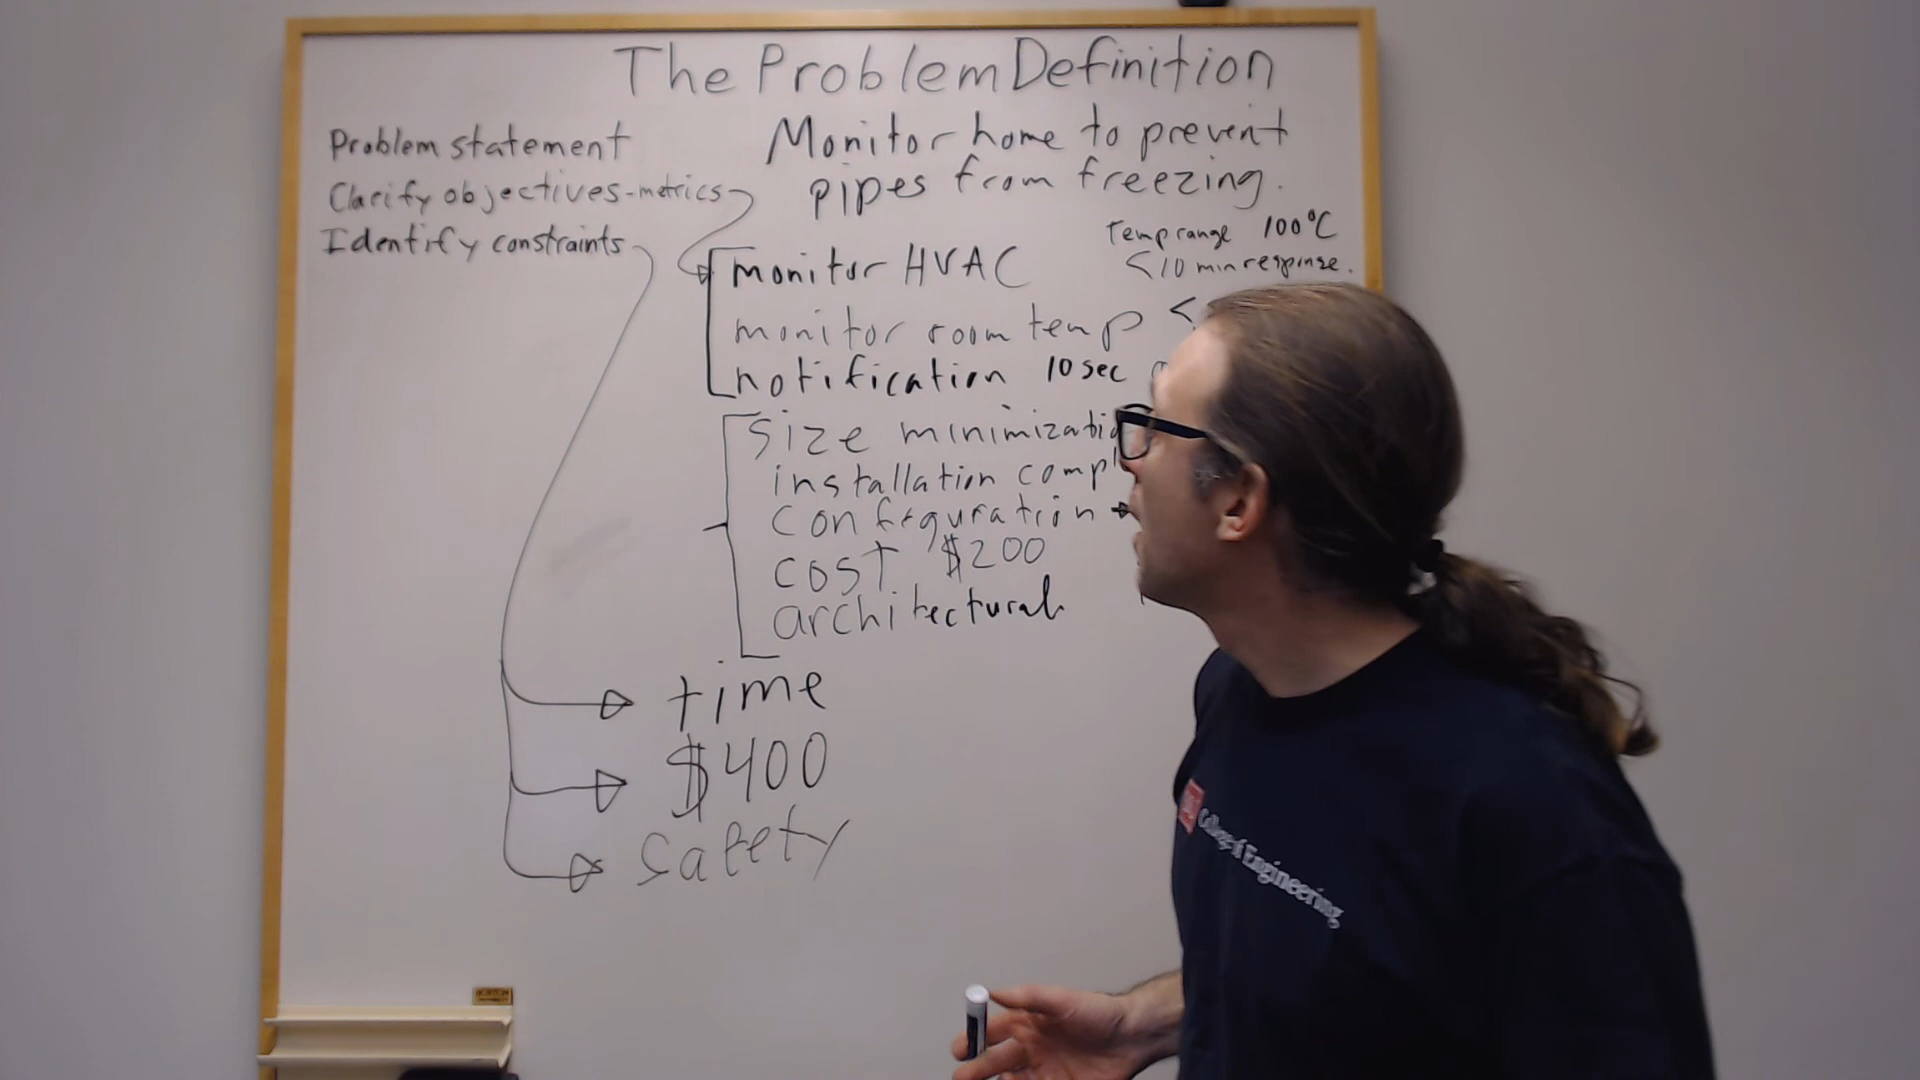 The Problem Definition
Problem statement
Clarify objectives-metrics
Identify constraints
Monitor home to prevent
pipes from freezing.
Temp range 100°C
<10 min response.
monitor HVAC
monitor room temp <
notification 10 sec
size minimizatio
installation compl
configuration
cost $200
architectural
time
$400
Safety
College of Engineering